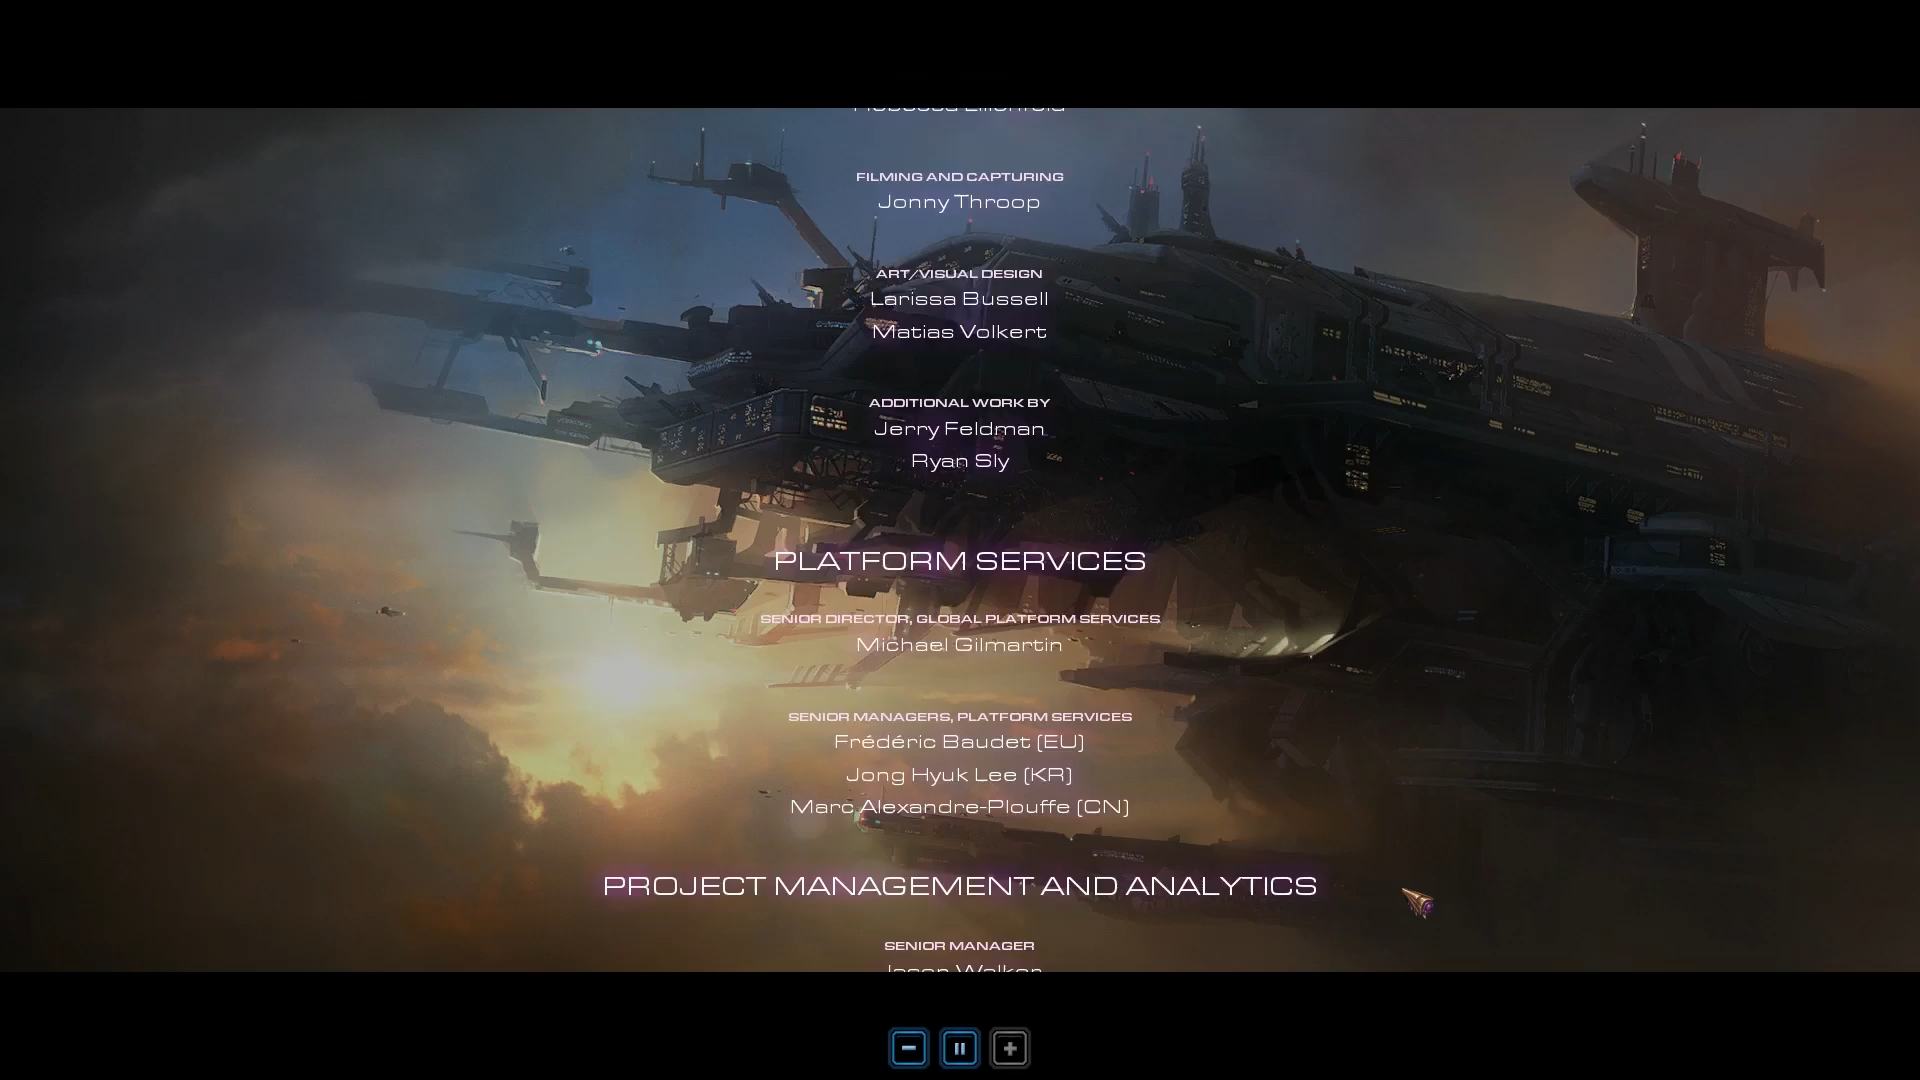 FILMING AND CAPTURING
Jonny Throop
ART/VISUAL DESIGN
Larissa Bussell
Matias Volkert
ADDITIONAL WORK BY
Jerry Feldman
Ryan Sly
PLATFORM SERVICES
SENIOR DIRECTOR, GLOBAL PLATFORM SERVICES
Michael Gilmartin
SENIOR MANAGERS, PLATFORM SERVICES
Frédéric Baudet (EU)
Jong Hyuk Lee (KR)
Marc Alexandre-Plouffe (CN)
PROJECT MANAGEMENT AND ANALYTICS
SENIOR MANAGER
Jason Walker